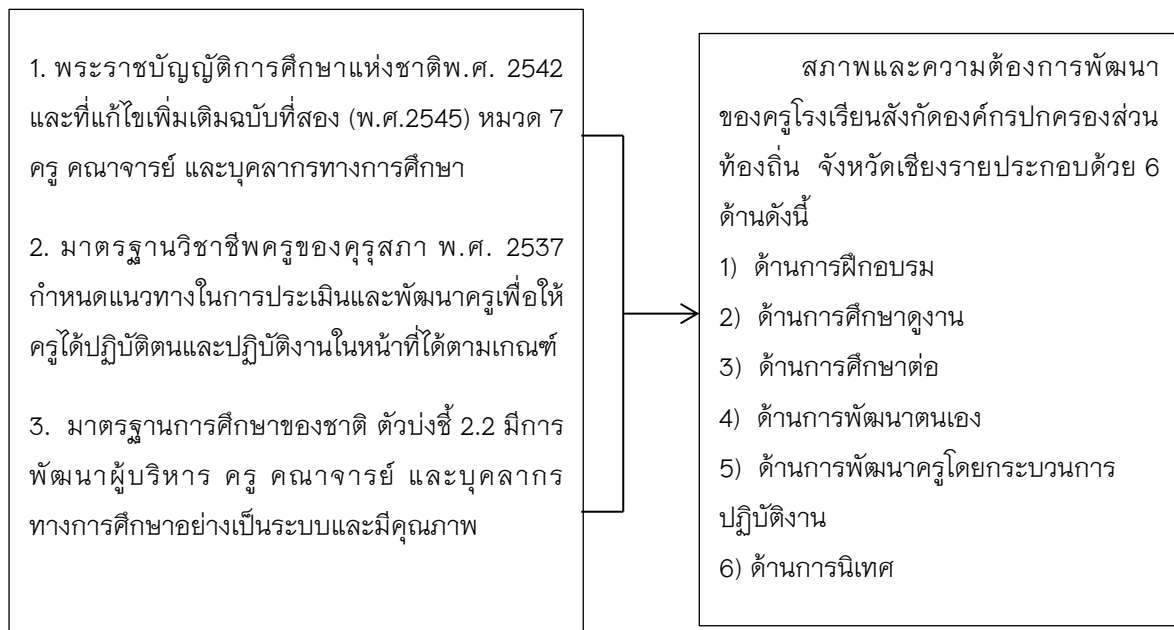 1. พระราชบัญญัติการศึกษาแห่งชาติพ.ศ. 2542
และที่แก้ไขเพิ่มเติมฉบับที่สอง (พ.ศ.2545) หมวด 7
ครู คณาจารย์ และบุคลากรทางการศึกษา
2. มาตรฐานวิชาชีพครูของคุรุสภา พ.ศ. 2537
กำหนดแนวทางในการประเมินและพัฒนาครูเพื่อให้
ครูได้ปฏิบัติตนและปฏิบัติงานในหน้าที่ได้ตามเกณฑ์
3. มาตรฐานการศึกษาของชาติ ตัวบ่งชี้ 2.2 มีการ
พัฒนาผู้บริหาร ครู คณาจารย์ และบุคลากร
ทางการศึกษาอย่างเป็นระบบและมีคุณภาพ
สภาพและความต้องการพัฒนา
ของครูโรงเรียนสังกัดองค์กรปกครองส่วน
ท้องถิ่น จังหวัดเชียงรายประกอบด้วย 6
ด้านดังนี้
1) ด้านการฝึกอบรม
2) ด้านการศึกษาดูงาน
3) ด้านการศึกษาต่อ
4) ด้านการพัฒนาตนเอง
5) ด้านการพัฒนาครูโดยกระบวนการ
ปฏิบัติงาน
6) ด้านการนิเทศ